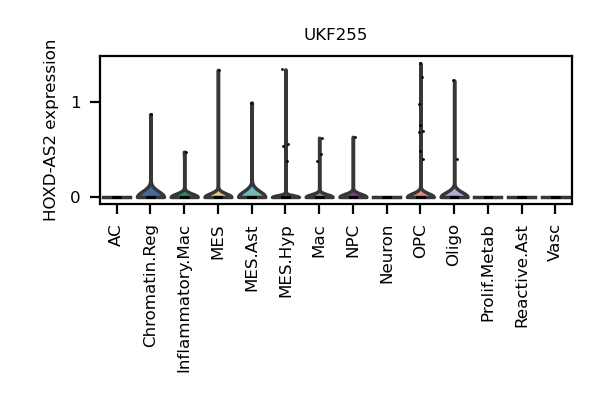 UKF255
HOXD-AS2 expression
1
0
AC
Chromatin.Reg
Inflammatory.Mac
MES
MES.Ast
MES.Hyp
Mac
NPC
Neuron
OPC
Oligo
Prolif.Metab
Reactive.Ast
Vasc